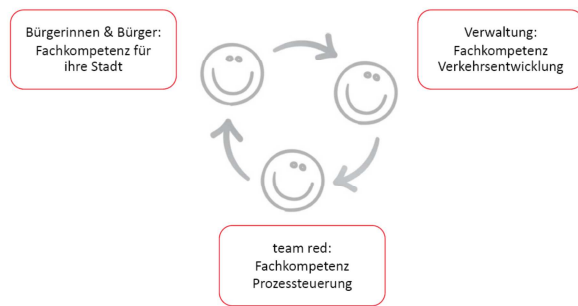 Bürgerinnen & Bürger:
Fachkompetenz für
ihre Stadt
Verwaltung:
Fachkompetenz
Verkehrsentwicklung
team red:
Fachkompetenz
Prozessteuerung